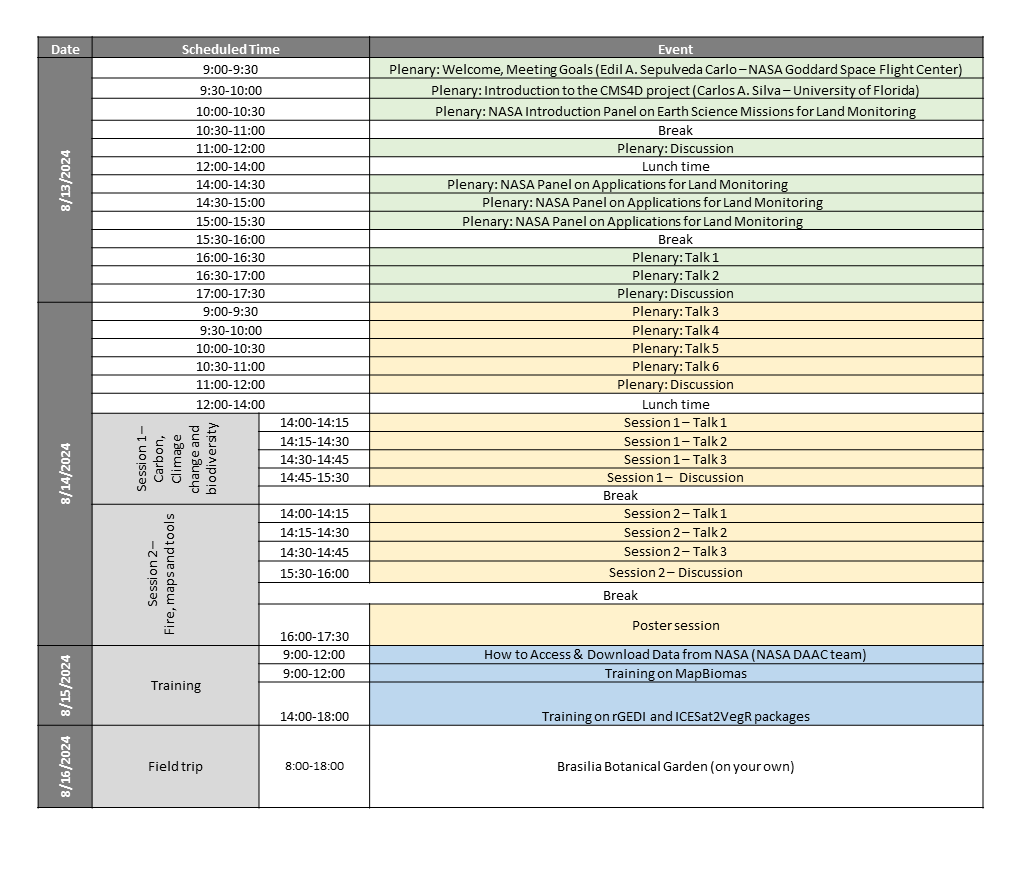 Date Scheduled Time Event
8/13/2024
9:00-9:30 Plenary: Welcome, Meeting Goals (Edil A. Sepulveda Carlo – NASA Goddard Space Flight Center)
9:30-10:00 Plenary: Introduction to the CMS4D project (Carlos A. Silva – University of Florida)
10:00-10:30 Plenary: NASA Introduction Panel on Earth Science Missions for Land Monitoring
10:30-11:00 Break
11:00-12:00 Plenary: Discussion
12:00-14:00 Lunch time
14:00-14:30 Plenary: NASA Panel on Applications for Land Monitoring
14:30-15:00 Plenary: NASA Panel on Applications for Land Monitoring
15:00-15:30 Plenary: NASA Panel on Applications for Land Monitoring
15:30-16:00 Break
16:00-16:30 Plenary: Talk 1
16:30-17:00 Plenary: Talk 2
17:00-17:30 Plenary: Discussion
8/14/2024
9:00-9:30 Plenary: Talk 3
9:30-10:00 Plenary: Talk 4
10:00-10:30 Plenary: Talk 5
10:30-11:00 Plenary: Talk 6
11:00-12:00 Plenary: Discussion
12:00-14:00 Lunch time
Session 1 –
Carbon,
Climage
change and
biodiversity
14:00-14:15 Session 1 – Talk 1
14:15-14:30 Session 1 – Talk 2
14:30-14:45 Session 1 – Talk 3
14:45-15:30 Session 1 – Discussion
Break
Session 2 –
Fire, maps and tools
14:00-14:15 Session 2 – Talk 1
14:15-14:30 Session 2 – Talk 2
14:30-14:45 Session 2 – Talk 3
15:30-16:00 Session 2 – Discussion
Break
16:00-17:30 Poster session
8/15/2024
Training
9:00-12:00 How to Access & Download Data from NASA (NASA DAAC team)
9:00-12:00 Training on MapBiomas
14:00-18:00 Training on rGEDI and ICESat2VegR packages
8/16/2024
Field trip 8:00-18:00 Brasilia Botanical Garden (on your own)